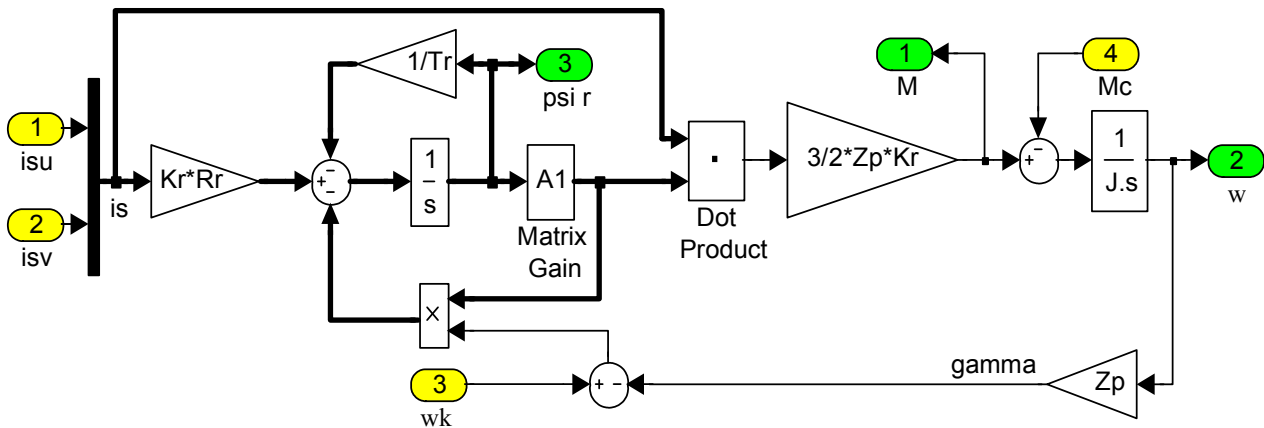 1/Tr
3
psi r
1
M
4
Mc
1
isu
2
isv
is
Kr*Rr
+
−
−
1
s
A1
Matrix
Gain
.
Dot
Product
3/2*Zp*Kr
+
−
1
J.s
2
w
×
3
wk
+
−
gamma
Zp